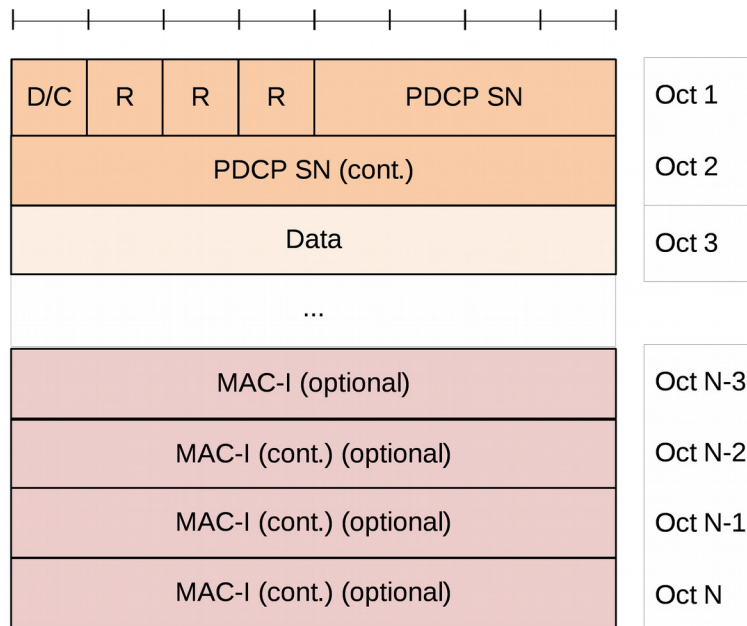 D/C R R R PDCP SN Oct 1
PDCP SN (cont.) Oct 2
Data Oct 3
...
MAC-I (optional) Oct N-3
MAC-I (cont.) (optional) Oct N-2
MAC-I (cont.) (optional) Oct N-1
MAC-I (cont.) (optional) Oct N